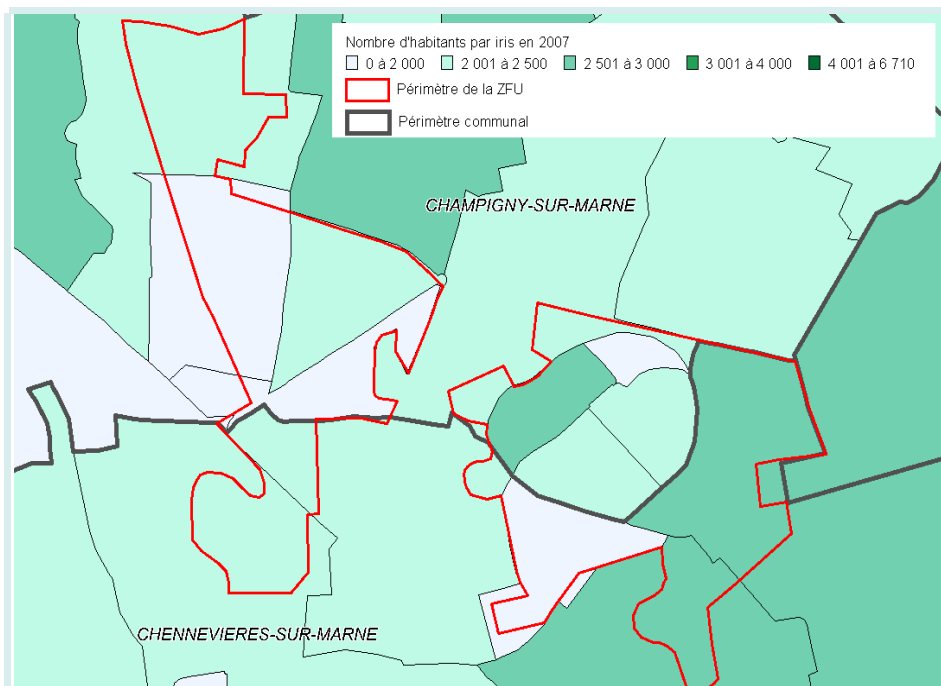 Nombre d'habitants par iris en 2007
0 à 2 000 2 001 à 2 500 2 501 à 3 000 3 001 à 4 000 4 001 à 6 710
Périmètre de la ZFU
Périmètre communal
CHAMPIGNY-SUR-MARNE
CHENNEVIERES-SUR-MARNE